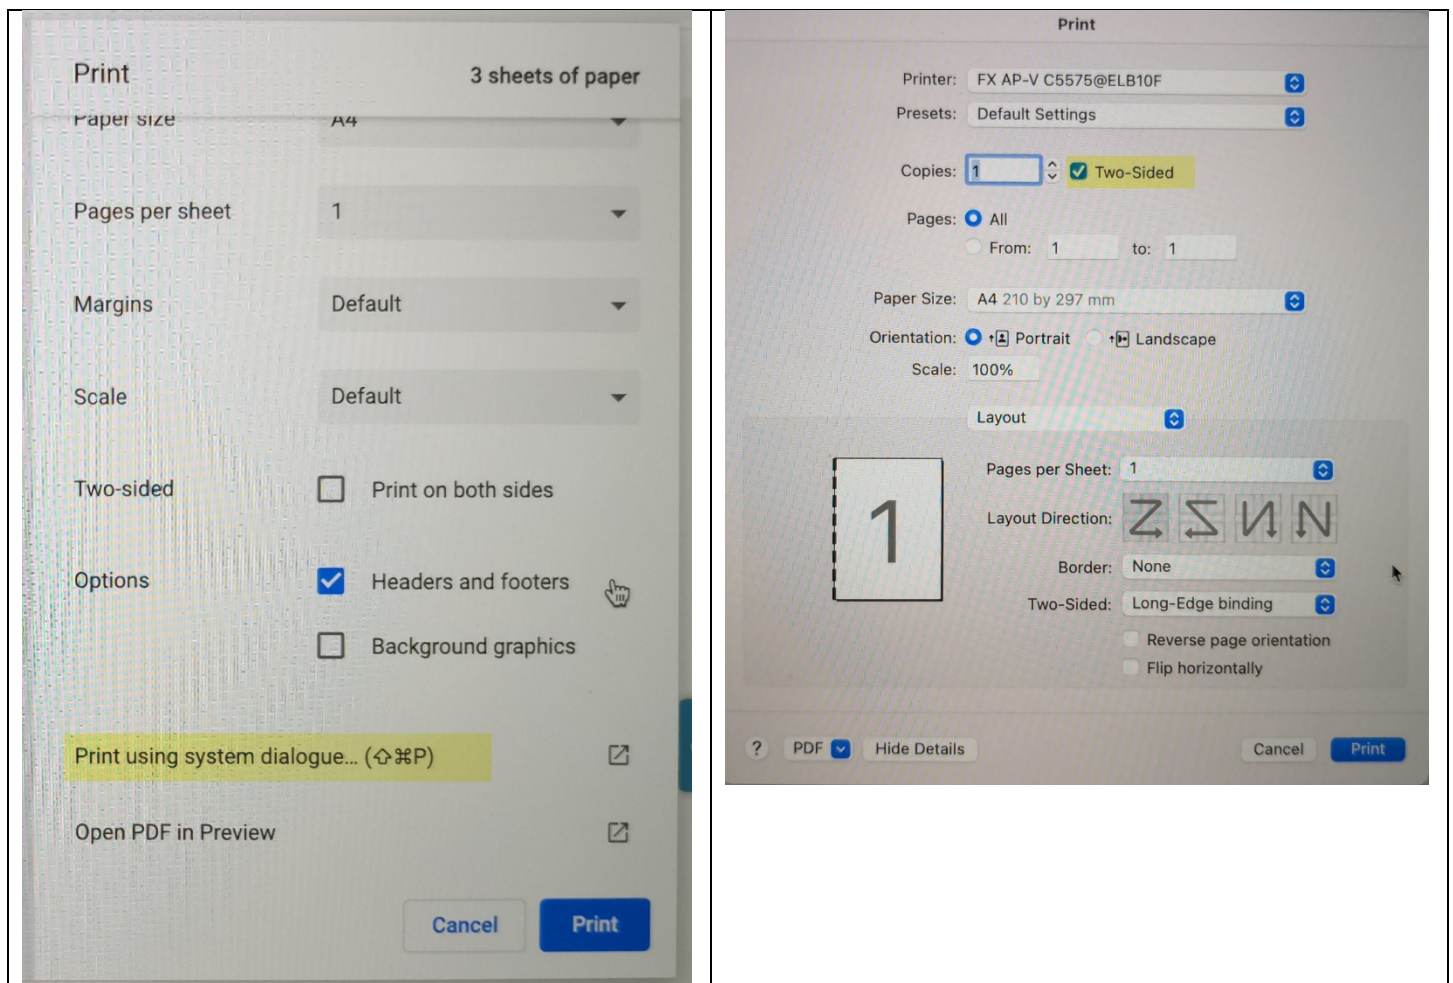 Print
3 sheets of paper
Paper size A4
Pages per sheet 1
Margins Default
Scale Default
Two-sided Print on both sides
Options Headers and footers
Background graphics
Print using system dialogue... (⇧⌘P)
Open PDF in Preview
Cancel Print
Print
Printer: FX AP-V C5575@ELB10F
Presets: Default Settings
Copies: 1 Two-Sided
Pages: All
From: 1 to: 1
Paper Size: A4 210 by 297 mm
Orientation: Portrait Landscape
Scale: 100%
Layout
1
Pages per Sheet: 1
Layout Direction:
Border: None
Two-Sided: Long-Edge binding
Reverse page orientation
Flip horizontally
? PDF Hide Details Cancel Print